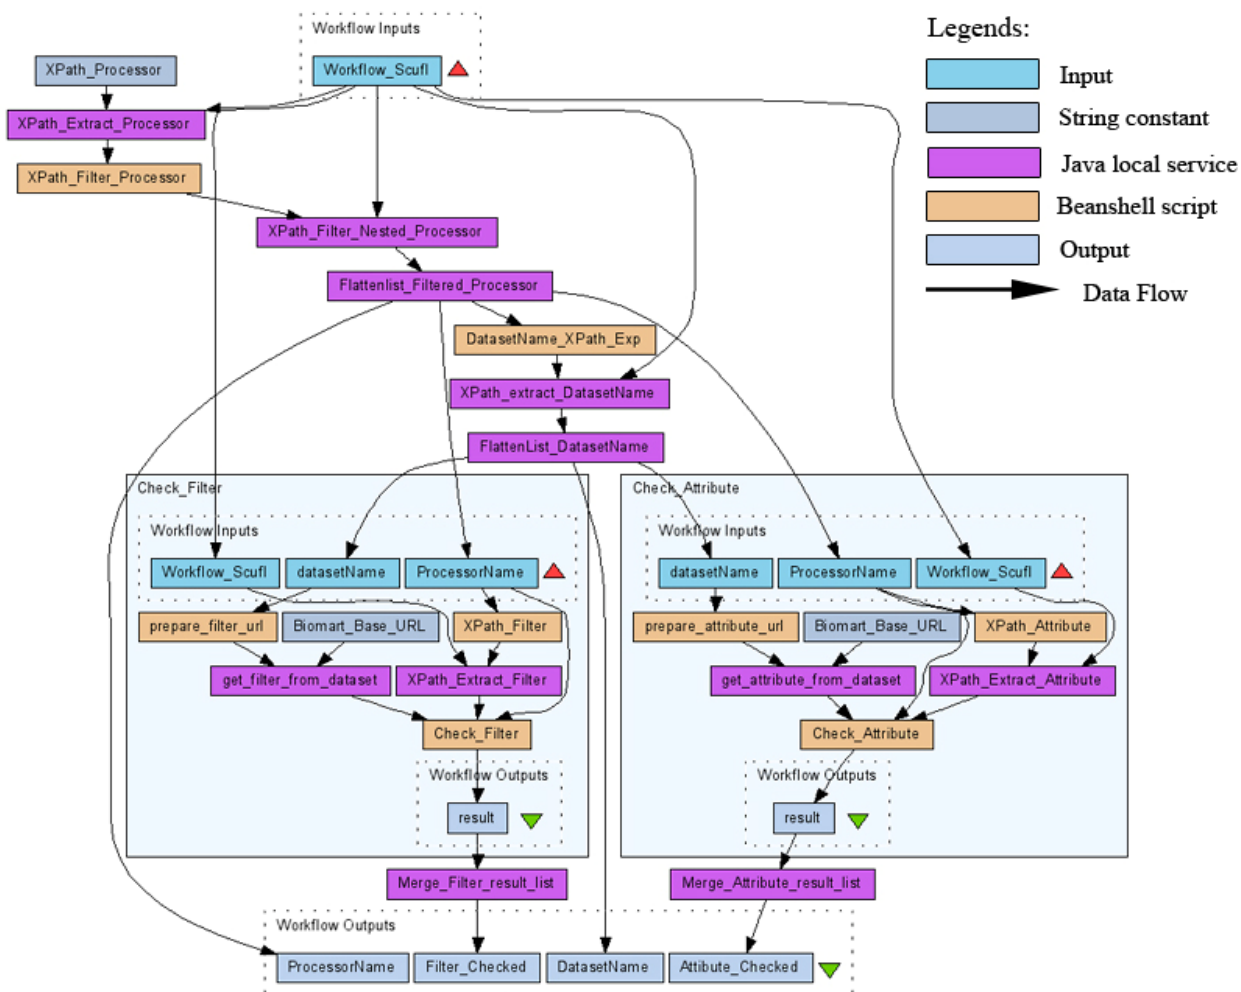 Workflow Inputs
Legends:
XPath_Processor
Workflow_Scufl
Input
String constant
XPath_Extract_Processor
Java local service
XPath_Filter_Processor
Beanshell script
XPath_Filter_Nested_Processor
Output
Flattenlist_Filtered_Processor
Data Flow
DatasetName_XPath_Exp
XPath_extract_DatasetName
FlattenList_DatasetName
Check_Filter
Workflow Inputs
Workflow_Scufl
datasetName
ProcessorName
prepare_filter_url
Biomart_Base_URL
XPath_Filter
get_filter_from_dataset
XPath_Extract_Filter
Check_Filter
Workflow Outputs
result
Check_Attribute
Workflow Inputs
datasetName
ProcessorName
Workflow_Scufl
prepare_attribute_url
Biomart_Base_URL
XPath_Attribute
get_attribute_from_dataset
XPath_Extract_Attribute
Check_Attribute
Workflow Outputs
result
Merge_Filter_result_list
Merge_Attribute_result_list
Workflow Outputs
ProcessorName
Filter_Checked
DatasetName
Attibute_Checked